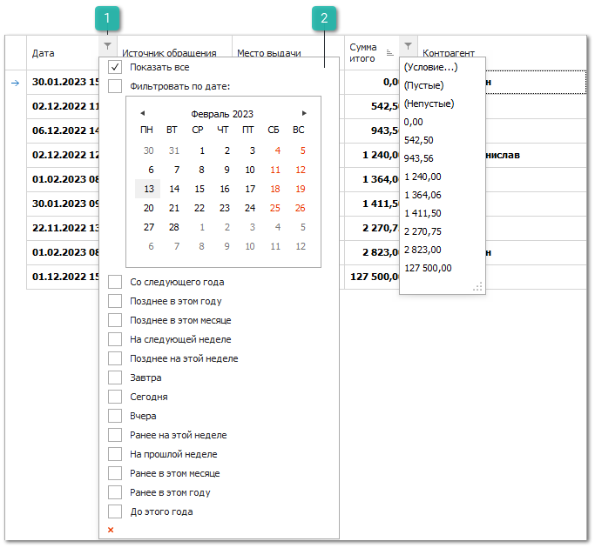 1
2
Дата
Источник обращения
Место выдачи
Сумма итого
Контрагент
30.01.2023 15
0,0
н
02.12.2022 11
542,50
06.12.2022 14
943,5
02.12.2022 12
1 240,0
нислав
01.02.2023 08
1 364,0
30.01.2023 09
1 411,5
22.11.2022 13
2 270,7
01.02.2023 08
2 823,0
н
01.12.2022 15
127 500,0
Показать все
Фильтровать по дате:
Февраль 2023
ПН ВТ СР ЧТ ПТ СБ ВС
30 31 1 2 3 4 5
6 7 8 9 10 11 12
13 14 15 16 17 18 19
20 21 22 23 24 25 26
27 28 1 2 3 4 5
6 7 8 9 10 11 12
Со следующего года
Позднее в этом году
Позднее в этом месяце
На следующей неделе
Позднее на этой неделе
Завтра
Сегодня
Вчера
Ранее на этой неделе
На прошлой неделе
Ранее в этом месяце
Ранее в этом году
До этого года
(Условие...)
(Пустые)
(Непустые)
0,00
542,50
943,56
1 240,00
1 364,06
1 411,50
2 270,75
2 823,00
127 500,00